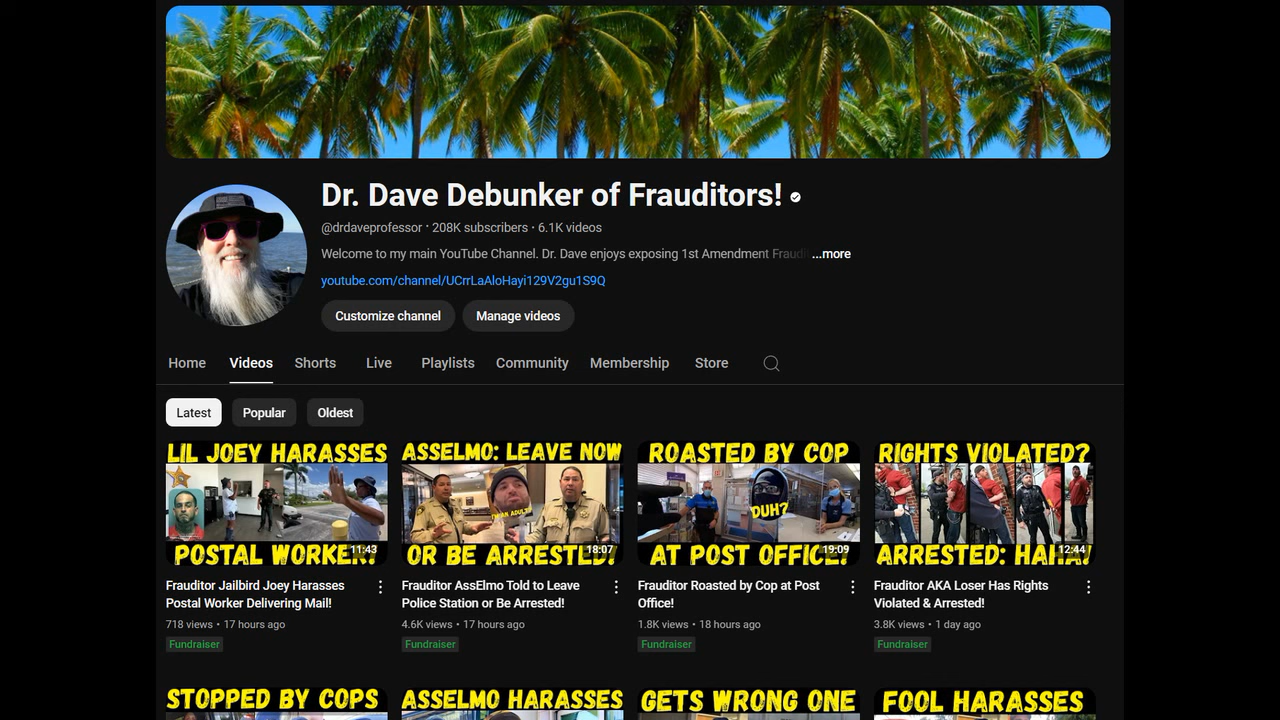 Dr. Dave Debunker of Frauditors!
@drdaveprofessor · 208K subscribers · 6.1K videos
Welcome to my main YouTube Channel. Dr. Dave enjoys exposing 1st Amendment Fraudi ...more
youtube.com/channel/UCrrLaAloHayi129V2gu1S9Q
Customize channel Manage videos
Home Videos Shorts Live Playlists Community Membership Store
Latest Popular Oldest
LIL JOEY HARASSES
POSTAL WORKER!
11:43
Frauditor Jailbird Joey Harasses
Postal Worker Delivering Mail!
718 views • 17 hours ago
Fundraiser
ASSELMO: LEAVE NOW
I'M AN ADULT!
OR BE ARRESTED!
18:07
Frauditor AssElmo Told to Leave
Police Station or Be Arrested!
4.6K views • 17 hours ago
Fundraiser
ROASTED BY COP
DUH?
AT POST OFFICE!
19:09
Frauditor Roasted by Cop at Post
Office!
1.8K views • 18 hours ago
Fundraiser
RIGHTS VIOLATED?
ARRESTED: HAHA!
12:44
Frauditor AKA Loser Has Rights
Violated & Arrested!
3.8K views • 1 day ago
Fundraiser
STOPPED BY COPS
ASSELMO HARASSES
GETS WRONG ONE
FOOL HARASSES